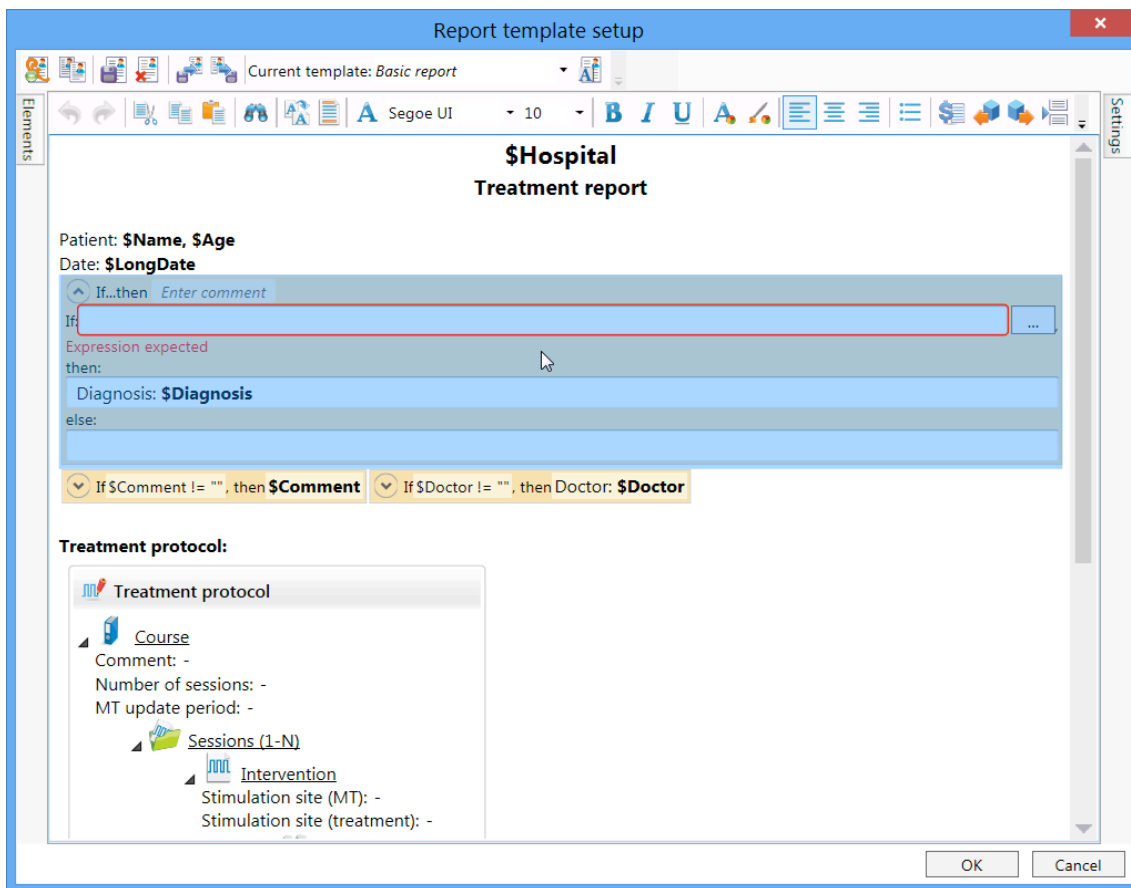 Report template setup
×
Current template: Basic report
Elements
A Segoe UI 10 B I U A
Settings
$Hospital
Treatment report
Patient: $Name, $Age
Date: $LongDate
If...then Enter comment
If: ... ,
Expression expected
then:
Diagnosis: $Diagnosis
else:
If $Comment != "" , then $Comment If $Doctor != "" , then Doctor: $Doctor
Treatment protocol:
Treatment protocol
Course
Comment: -
Number of sessions: -
MT update period: -
Sessions (1-N)
Intervention
Stimulation site (MT): -
Stimulation site (treatment): -
OK Cancel